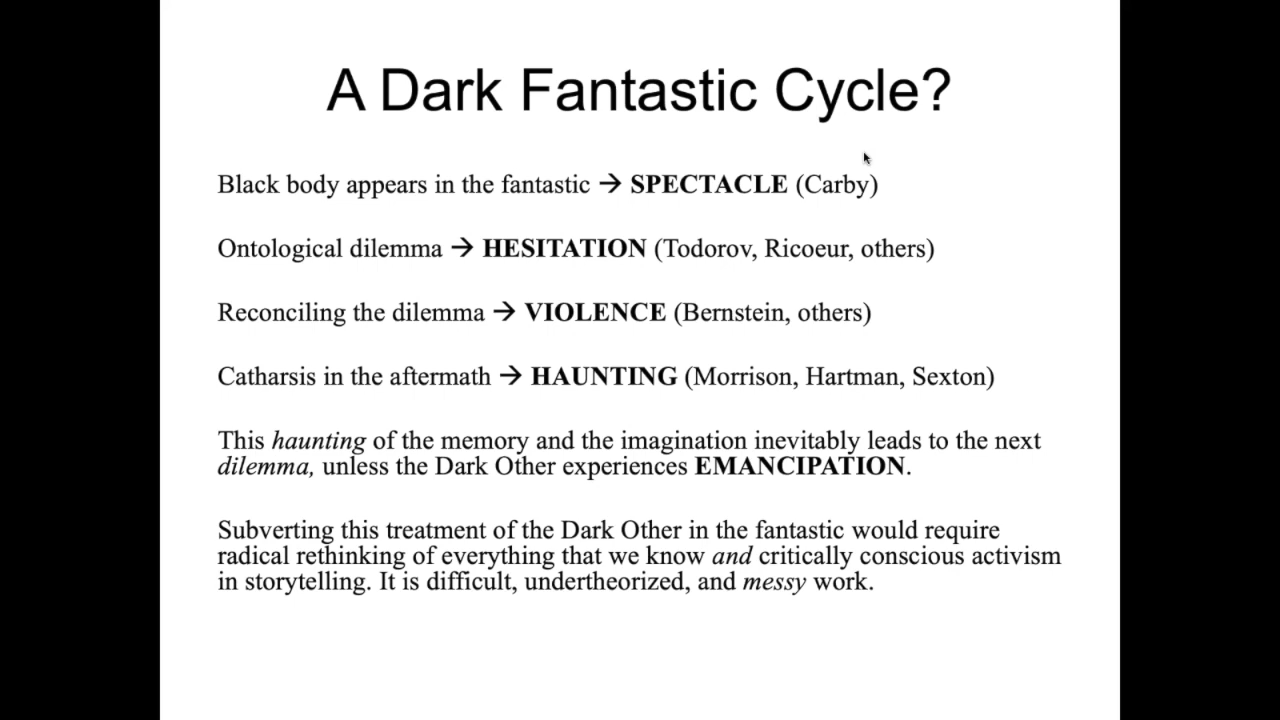 A Dark Fantastic Cycle?
Black body appears in the fantastic → SPECTACLE (Carby)
Ontological dilemma → HESITATION (Todorov, Ricoeur, others)
Reconciling the dilemma → VIOLENCE (Bernstein, others)
Catharsis in the aftermath → HAUNTING (Morrison, Hartman, Sexton)
This haunting of the memory and the imagination inevitably leads to the next
dilemma, unless the Dark Other experiences EMANCIPATION.
Subverting this treatment of the Dark Other in the fantastic would require
radical rethinking of everything that we know and critically conscious activism
in storytelling. It is difficult, undertheorized, and messy work.